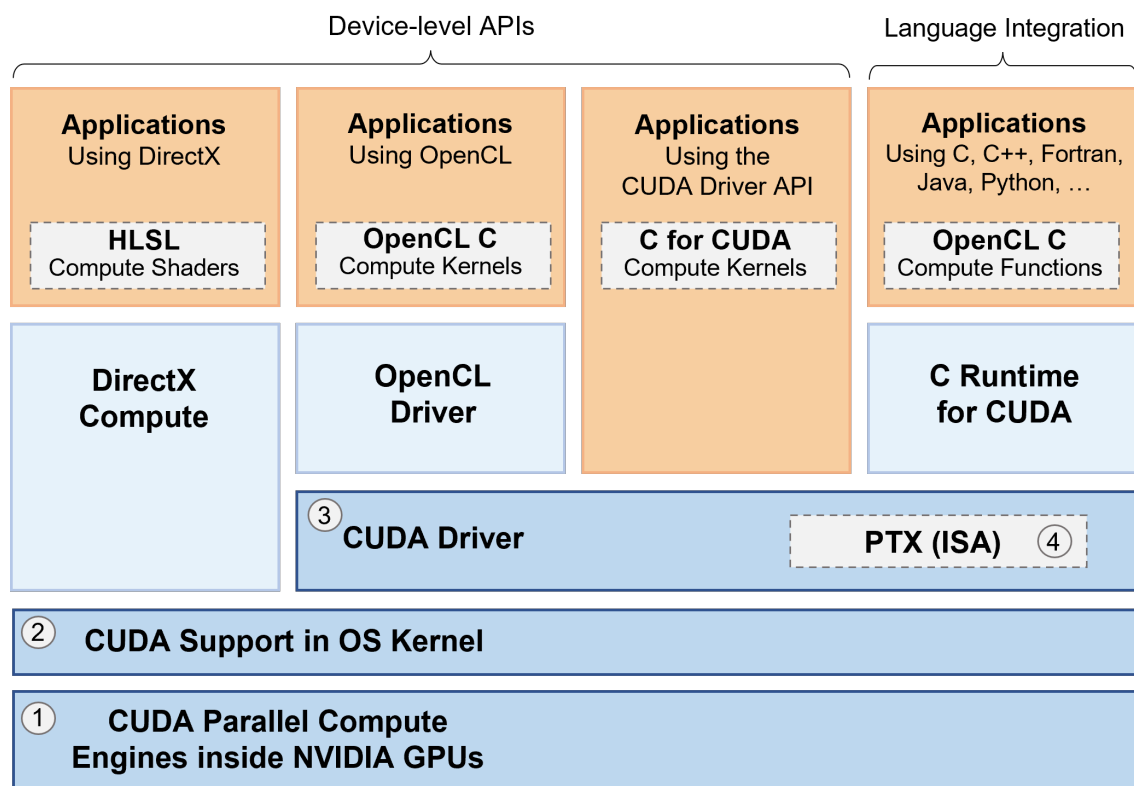 Device-level APIs
Language Integration
Applications
Using DirectX
HLSL
Compute Shaders
Applications
Using OpenCL
OpenCL C
Compute Kernels
Applications
Using the
CUDA Driver API
C for CUDA
Compute Kernels
Applications
Using C, C++, Fortran,
Java, Python, …
OpenCL C
Compute Functions
DirectX
Compute
OpenCL
Driver
C Runtime
for CUDA
3
CUDA Driver
PTX (ISA) 4
2
CUDA Support in OS Kernel
1
CUDA Parallel Compute
Engines inside NVIDIA GPUs